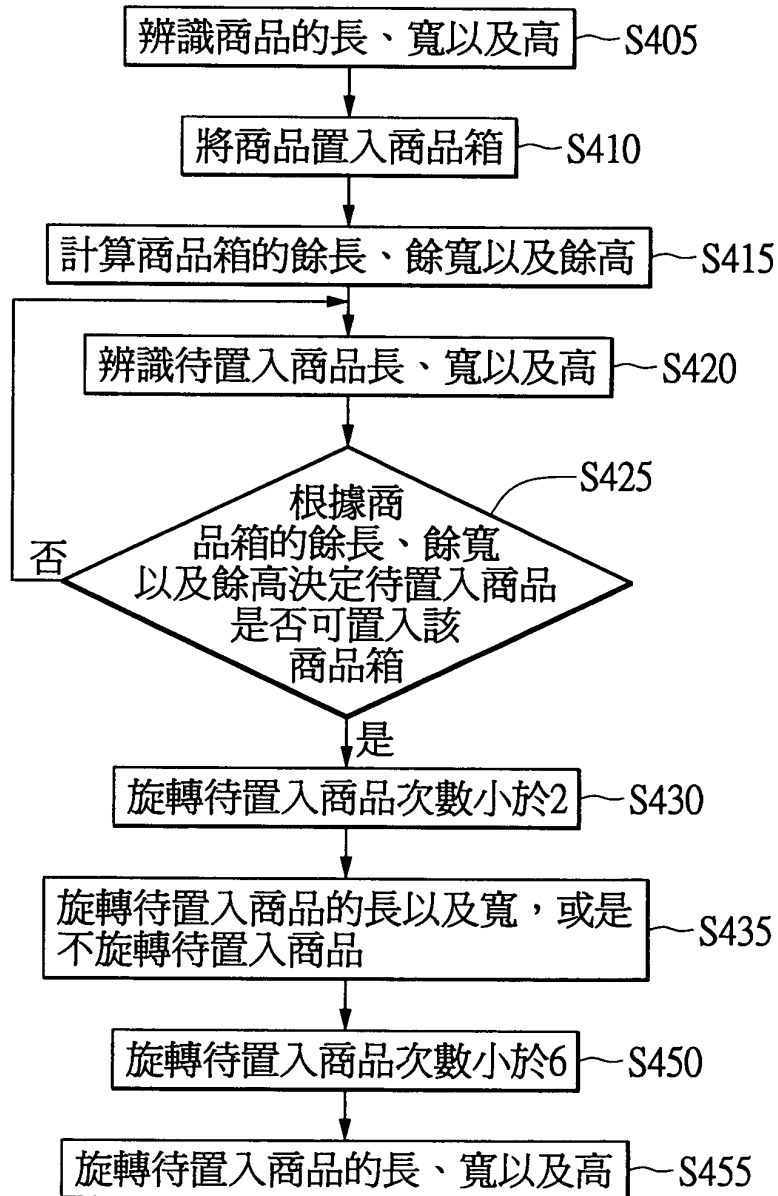 辨識商品的長、寬以及高 S405
將商品置入商品箱 S410
計算商品箱的餘長、餘寬以及餘高 S415
辨識待置入商品長、寬以及高 S420
S425
根據商
品箱的餘長、餘寬
以及餘高決定待置入商品
是否可置入該
商品箱
否
是
旋轉待置入商品次數小於2 S430
旋轉待置入商品的長以及寬，或是
不旋轉待置入商品 S435
旋轉待置入商品次數小於6 S450
旋轉待置入商品的長、寬以及高 S455